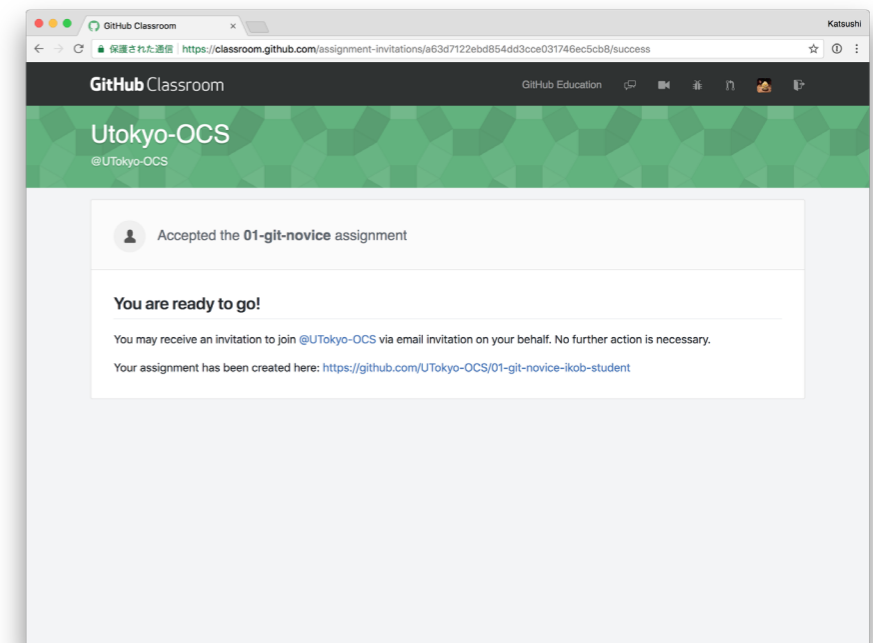 GitHub Classroom
Katsushi
保護された通信 | https://classroom.github.com/assignment-invitations/a63d7122ebd854dd3cce031746ec5cb8/success
GitHub Classroom
GitHub Education
Utokyo-OCS
@UTokyo-OCS
Accepted the 01-git-novice assignment
You are ready to go!
You may receive an invitation to join @UTokyo-OCS via email invitation on your behalf. No further action is necessary.
Your assignment has been created here: https://github.com/UTokyo-OCS/01-git-novice-ikob-student